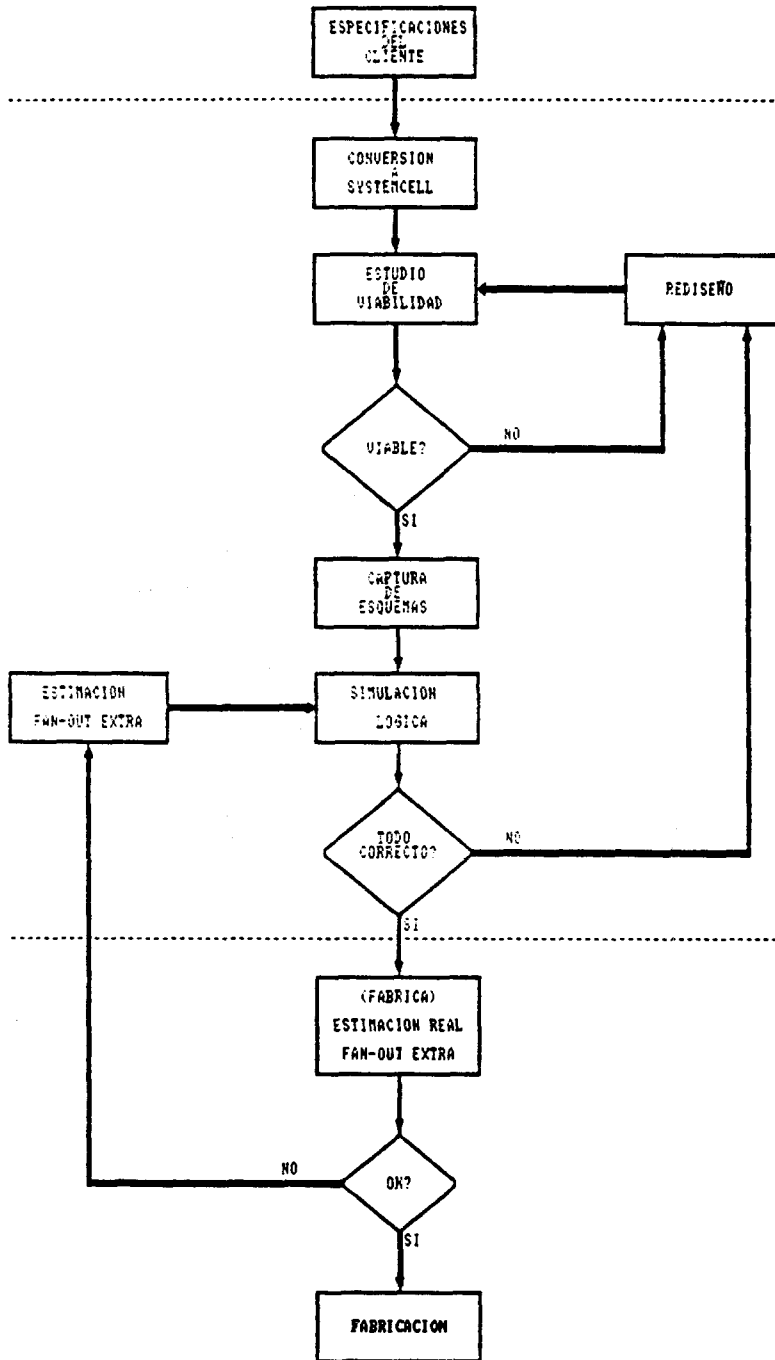 ESPECIFICACIONES
DEL
CLIENTE
CONVERSION
A
SYSTEMCELL
ESTUDIO
DE
VIABILIDAD
REDISEÑO
VIABLE?
NO
SI
CAPTURA
DE
ESQUEMAS
ESTIMACION
FAN-OUT EXTRA
SIMULACION
LOGICA
TODO
CORRECTO?
NO
SI
(FABRICA)
ESTIMACION REAL
FAN-OUT EXTRA
NO
OK?
SI
FABRICACION